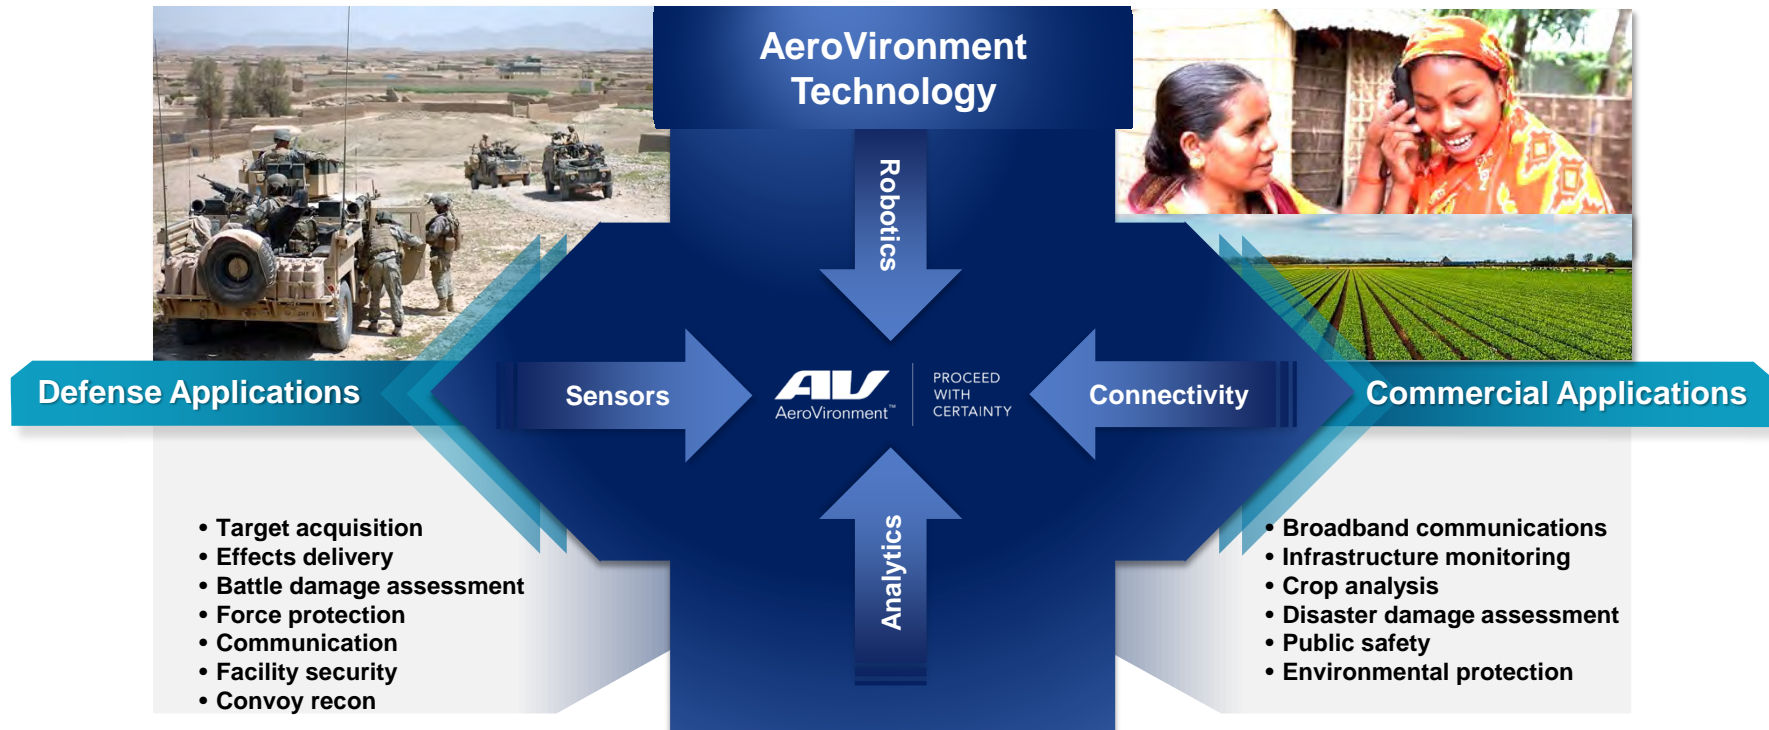 AeroVironment
Technology
Robotics
Defense Applications
Sensors
AV
AeroVironment™
PROCEED
WITH
CERTAINTY
Connectivity
Commercial Applications
Analytics
• Target acquisition
• Effects delivery
• Battle damage assessment
• Force protection
• Communication
• Facility security
• Convoy recon
• Broadband communications
• Infrastructure monitoring
• Crop analysis
• Disaster damage assessment
• Public safety
• Environmental protection